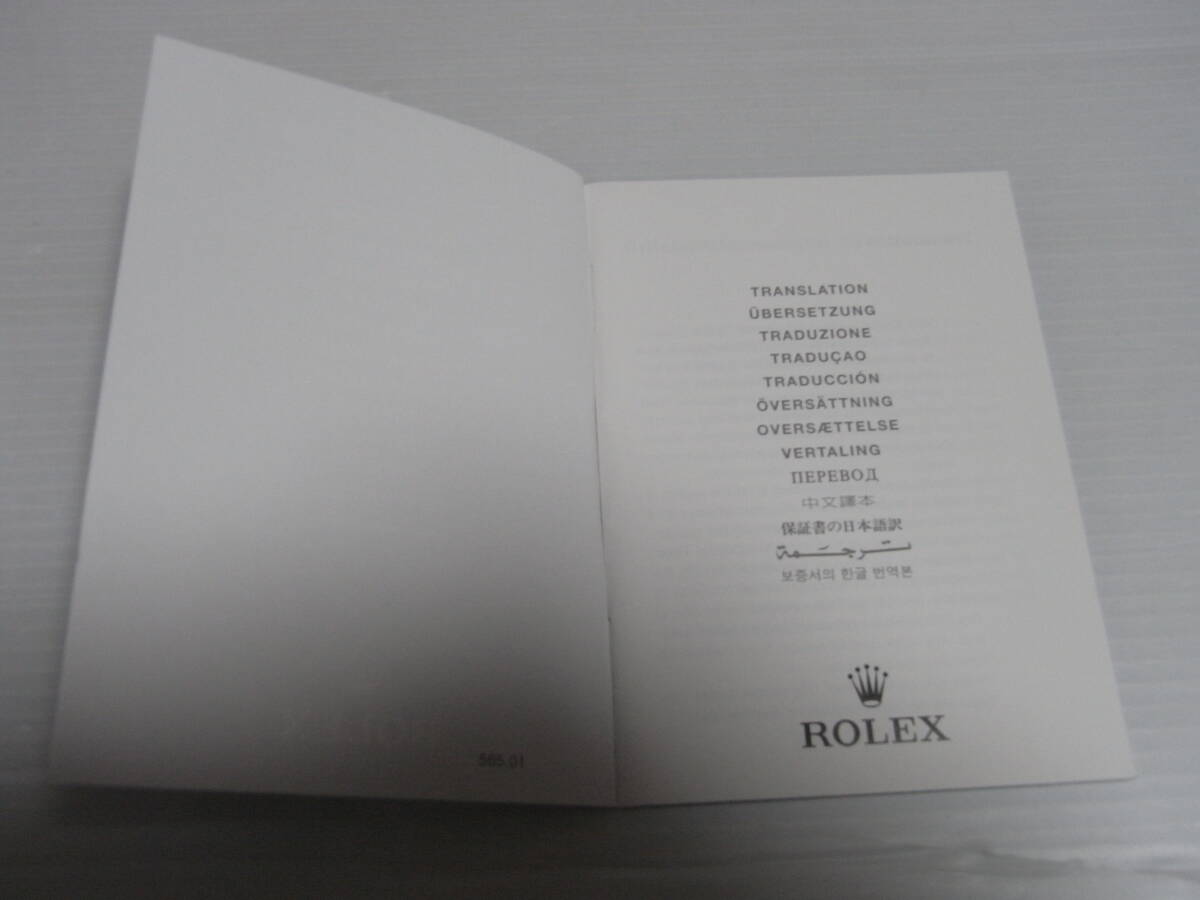 565.01
TRANSLATION
ÜBERSETZUNG
TRADUZIONE
TRADUÇAO
TRADUCCIÓN
ÖVERSÄTTNING
OVERSÆTTELSE
VERTALING
ПЕРЕВОД
中文譯本
保証書の日本語訳
ترجمة
보증서의 한글 번역본
ROLEX